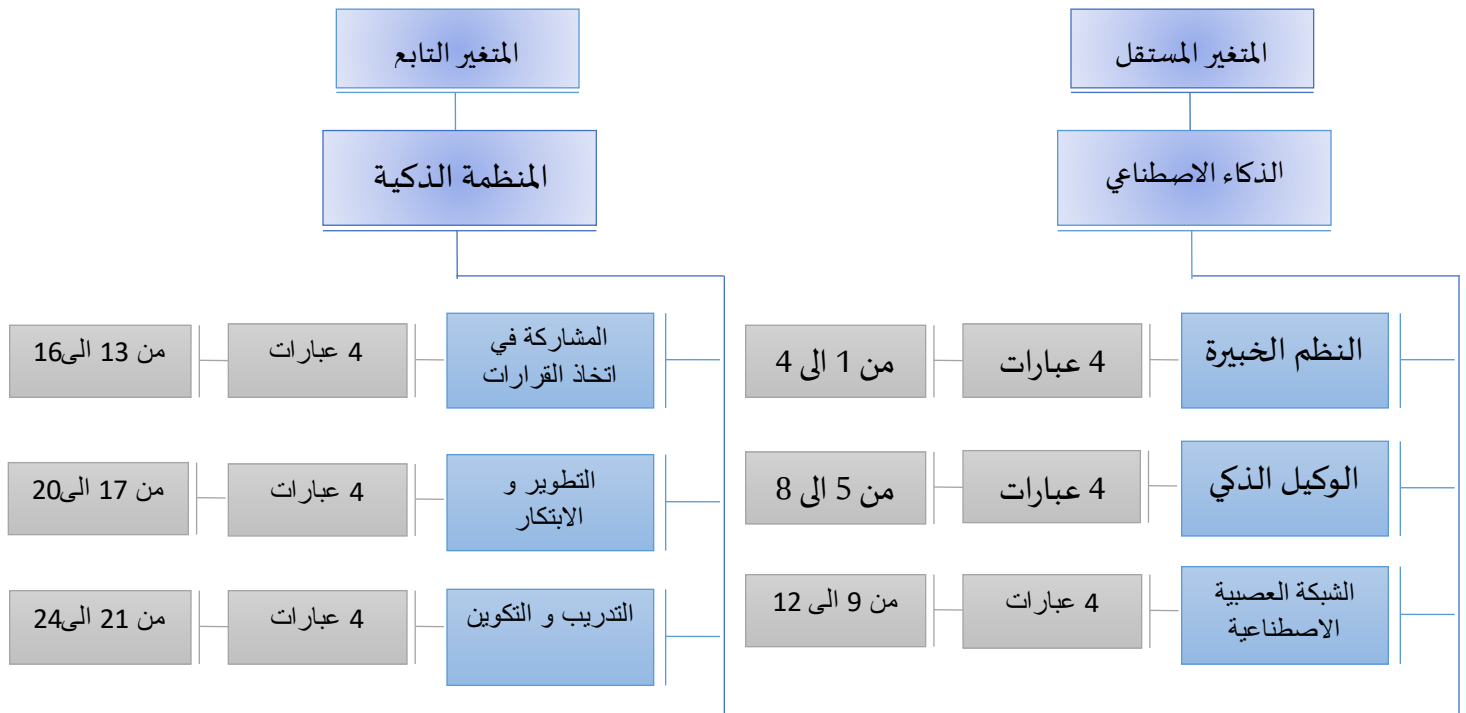 المتغير المستقل
الذكاء الاصطناعي
النظم الخبيرة
4 عبارات
من 1 الى 4
الوكيل الذكي
4 عبارات
من 5 الى 8
الشبكة العصبية
الاصطناعية
4 عبارات
من 9 الى 12
المتغير التابع
المنظمة الذكية
المشاركة في
اتخاذ القرارات
4 عبارات
من 13 الى16
التطوير و
الابتكار
4 عبارات
من 17 الى20
التدريب و التكوين
4 عبارات
من 21 الى24